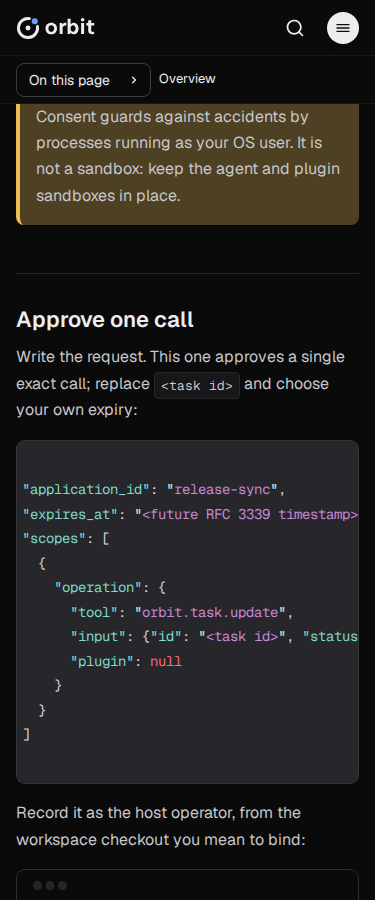 orbit
On this page
Overview
Consent guards against accidents by
processes running as your OS user. It is
not a sandbox: keep the agent and plugin
sandboxes in place.
Approve one call
Write the request. This one approves a single
exact call; replace <task id> and choose
your own expiry:
"application_id": "release-sync",
"expires_at": "<future RFC 3339 timestamp>
"scopes": [
{
"operation": {
"tool": "orbit.task.update",
"input": {"id": "<task id>", "status
"plugin": null
}
}
]
Record it as the host operator, from the
workspace checkout you mean to bind: